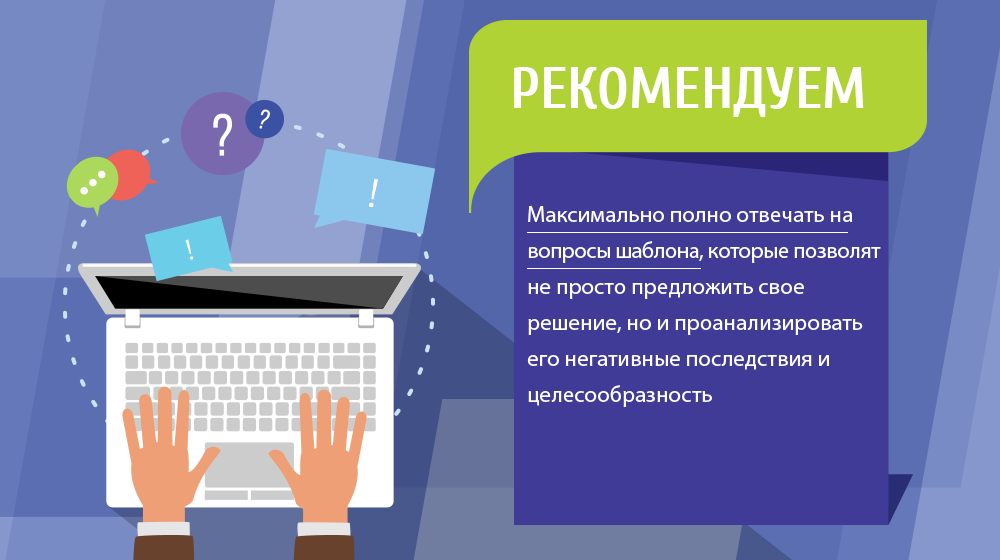 РЕКОМЕНДУЕМ
Максимально полно отвечать на
вопросы шаблона, которые позволят
не просто предложить свое
решение, но и проанализировать
его негативные последствия и
целесообразность
?
?
!
!